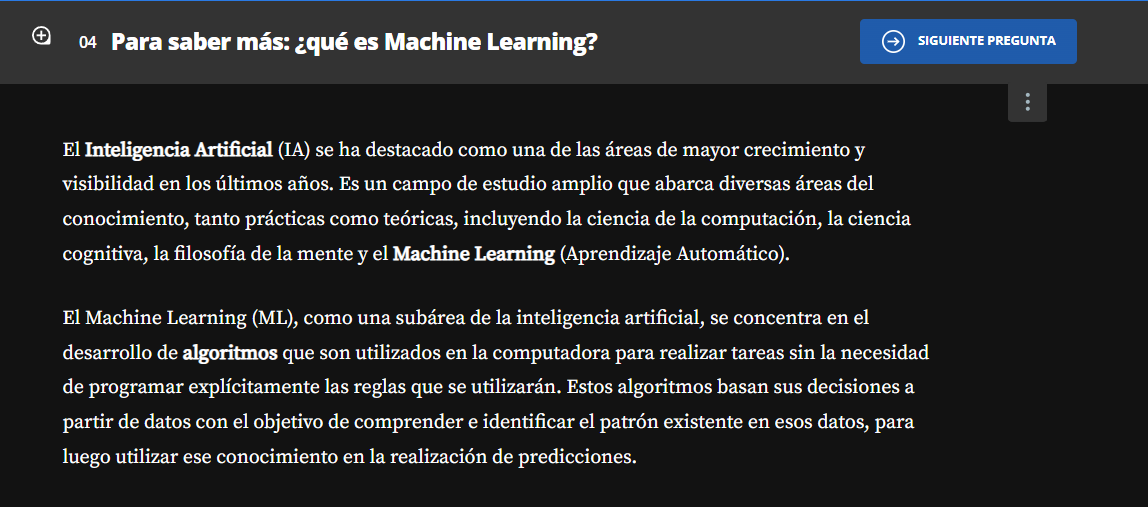 04 Para saber más: ¿qué es Machine Learning?
SIGUIENTE PREGUNTA
El Inteligencia Artificial (IA) se ha destacado como una de las áreas de mayor crecimiento y
visibilidad en los últimos años. Es un campo de estudio amplio que abarca diversas áreas del
conocimiento, tanto prácticas como teóricas, incluyendo la ciencia de la computación, la ciencia
cognitiva, la filosofía de la mente y el Machine Learning (Aprendizaje Automático).
El Machine Learning (ML), como una subárea de la inteligencia artificial, se concentra en el
desarrollo de algoritmos que son utilizados en la computadora para realizar tareas sin la necesidad
de programar explícitamente las reglas que se utilizarán. Estos algoritmos basan sus decisiones a
partir de datos con el objetivo de comprender e identificar el patrón existente en esos datos, para
luego utilizar ese conocimiento en la realización de predicciones.